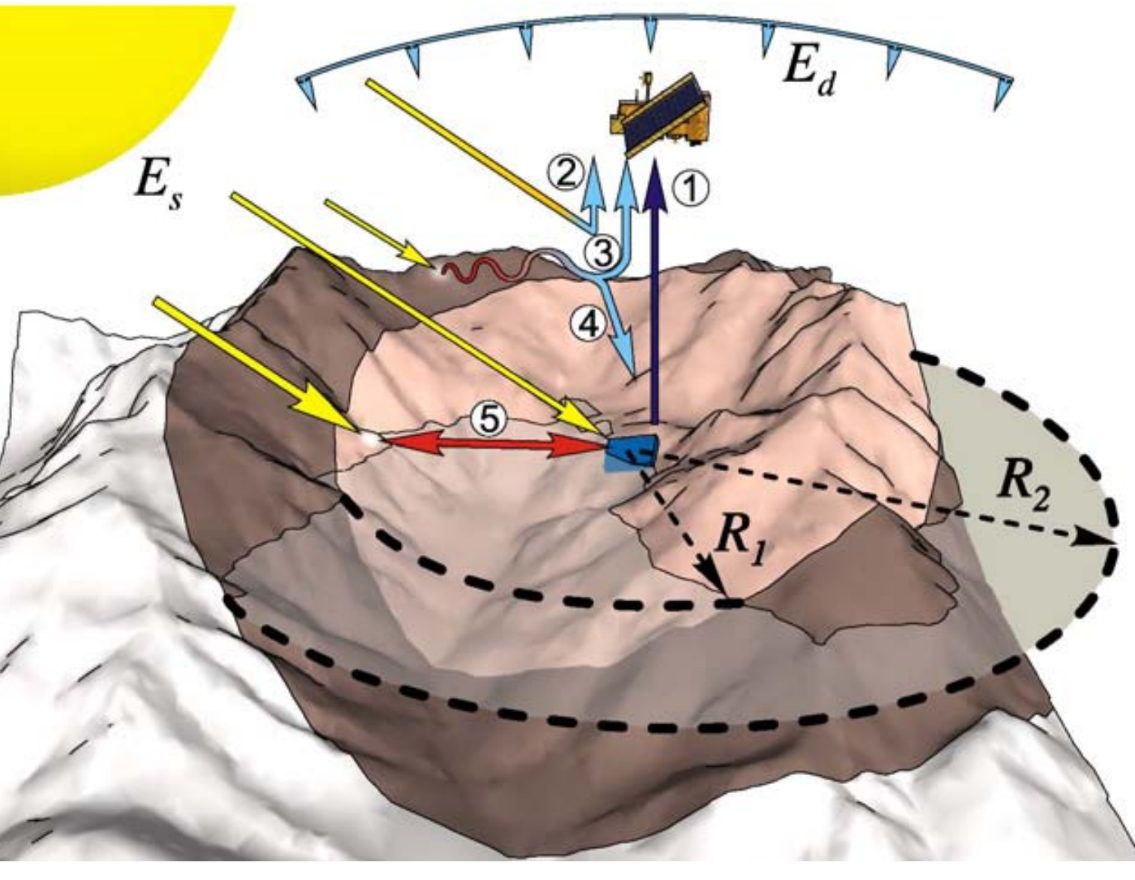 E_d
E_s
②
①
③
④
⑤
R_2
R_1